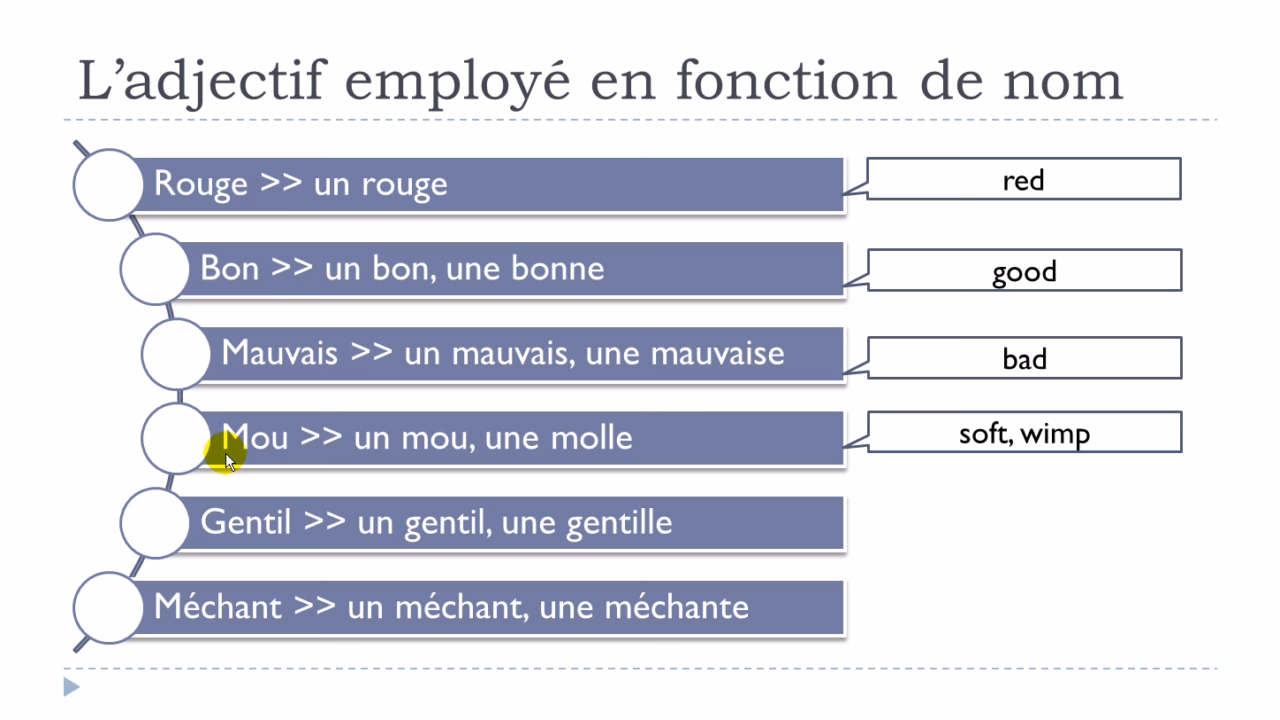 L’adjectif employé en fonction de nom
Rouge >> un rouge
red
Bon >> un bon, une bonne
good
Mauvais >> un mauvais, une mauvaise
bad
Mou >> un mou, une molle
soft, wimp
Gentil >> un gentil, une gentille
Méchant >> un méchant, une méchante